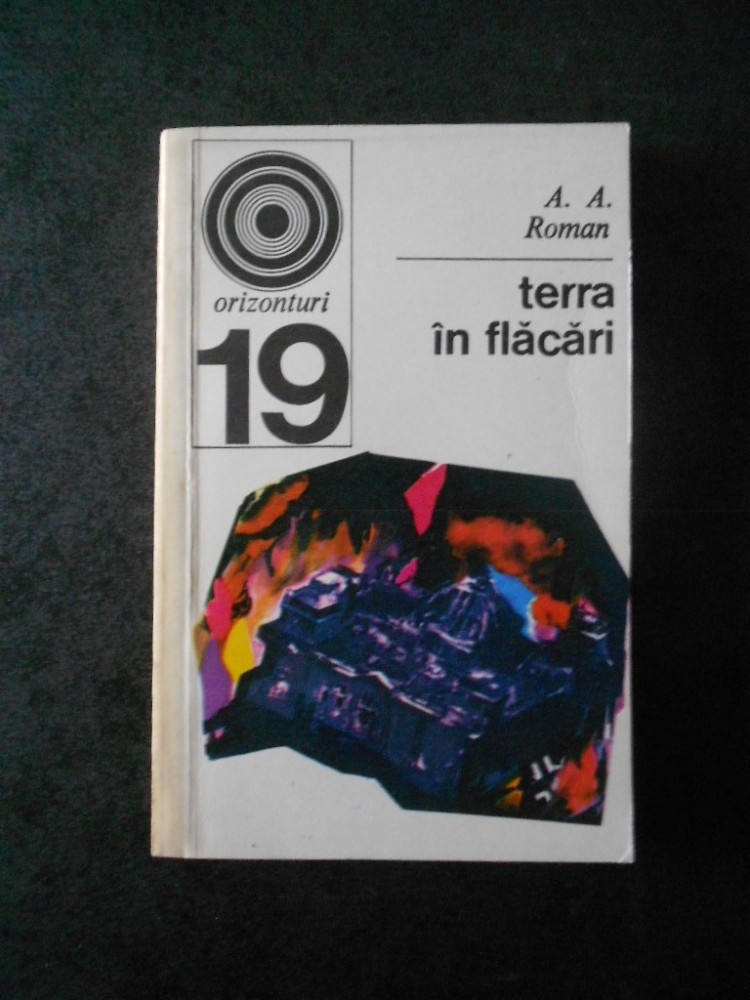 orizonturi
19
A. A.
Roman
terra
în flăcări